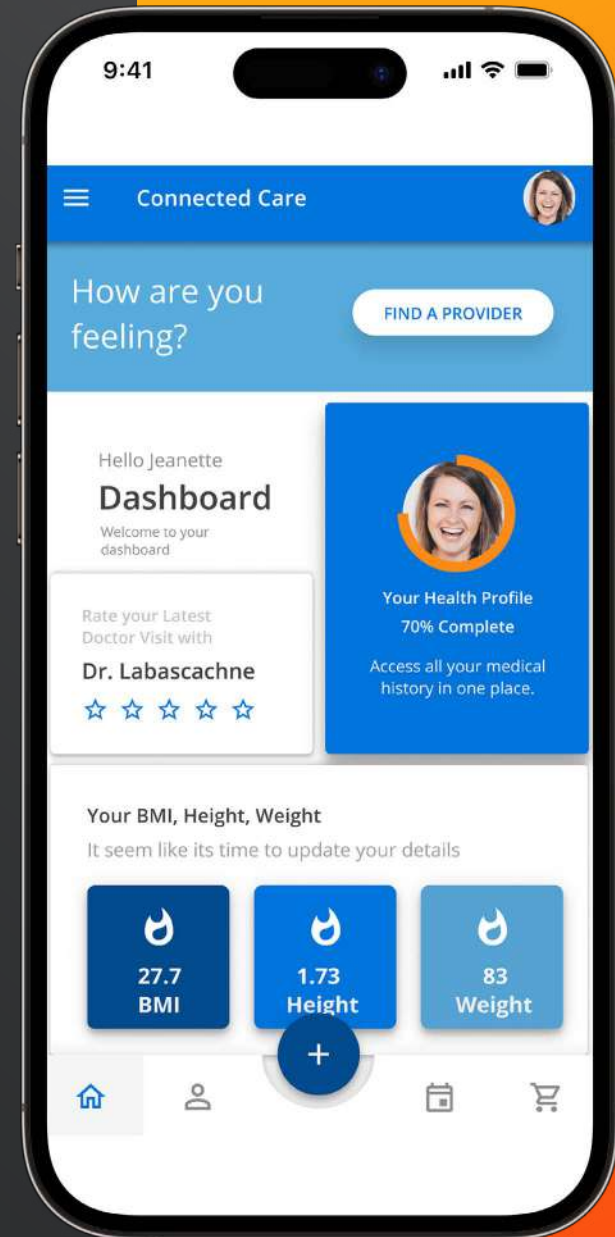 9:41
Connected Care
How are you
feeling?
FIND A PROVIDER
Hello Jeanette
Dashboard
Welcome to your
dashboard
Rate your Latest
Doctor Visit with
Dr. Labascachne
Your Health Profile
70% Complete
Access all your medical
history in one place.
Your BMI, Height, Weight
It seem like its time to update your details
27.7
BMI
1.73
Height
83
Weight
+